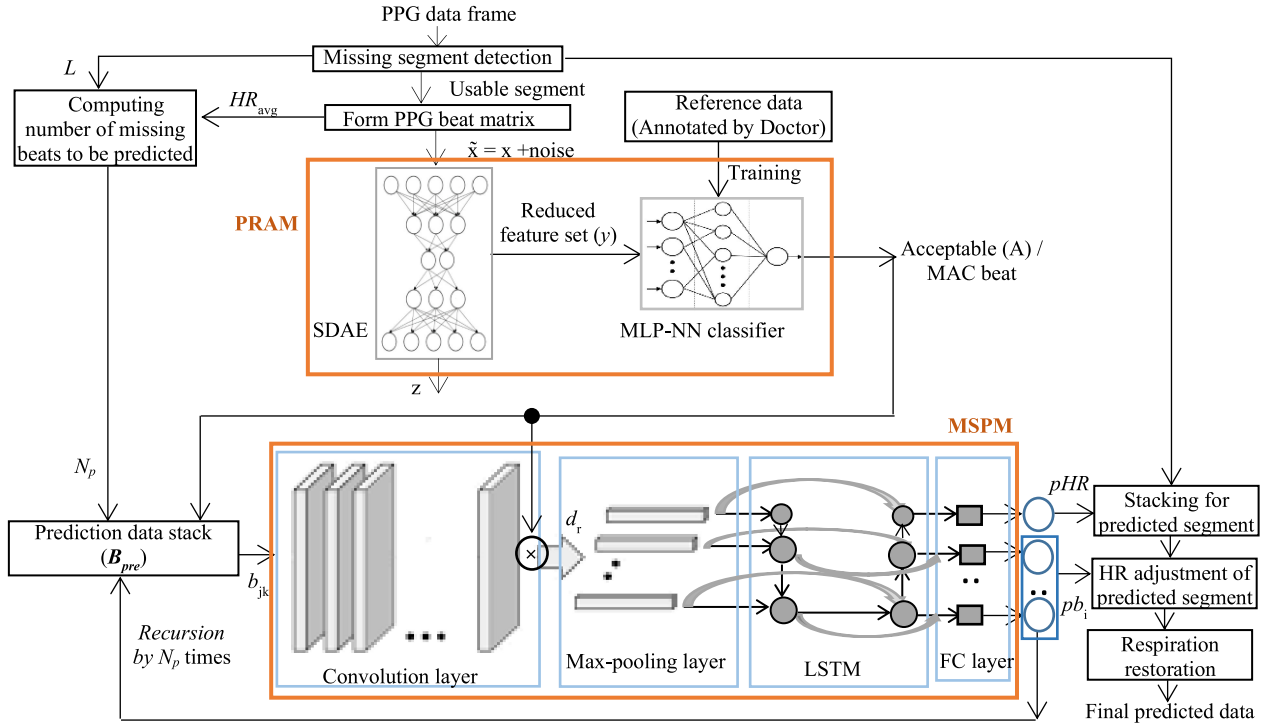 PPG data frame
Missing segment detection
L
Usable segment
Computing
number of missing
beats to be predicted
HRavg
Form PPG beat matrix
Reference data
(Annotated by Doctor)
x̃ = x +noise
Training
PRAM
Reduced
feature set (y)
Acceptable (A) /
MAC beat
SDAE
MLP-NN classifier
z
MSPM
Np
pHR
Stacking for
predicted segment
Prediction data stack
(Bpre)
dr
×
bjk
HR adjustment of
predicted segment
pbi
Recursion
by Np times
Respiration
restoration
Convolution layer
Max-pooling layer
LSTM
FC layer
Final predicted data